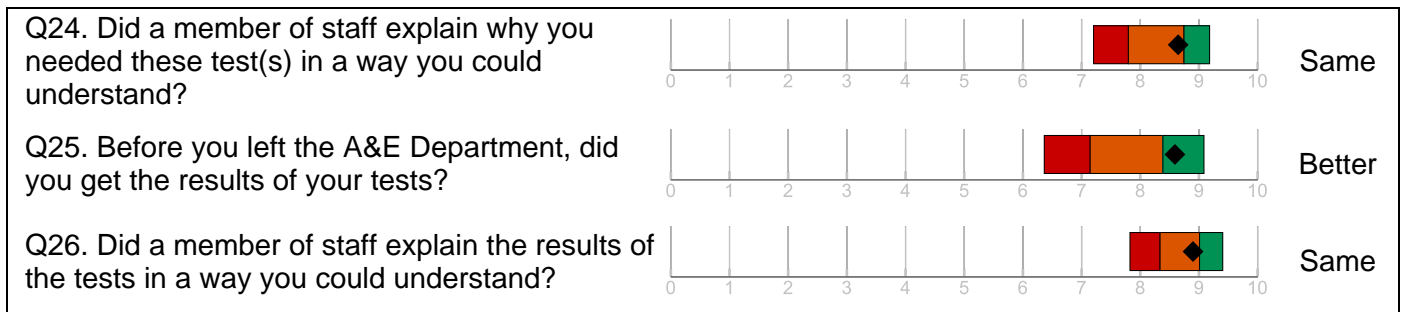 Q24. Did a member of staff explain why you
needed these test(s) in a way you could
understand?
0 1 2 3 4 5 6 7 8 9 10
Same
Q25. Before you left the A&E Department, did
you get the results of your tests?
0 1 2 3 4 5 6 7 8 9 10
Better
Q26. Did a member of staff explain the results of
the tests in a way you could understand?
0 1 2 3 4 5 6 7 8 9 10
Same